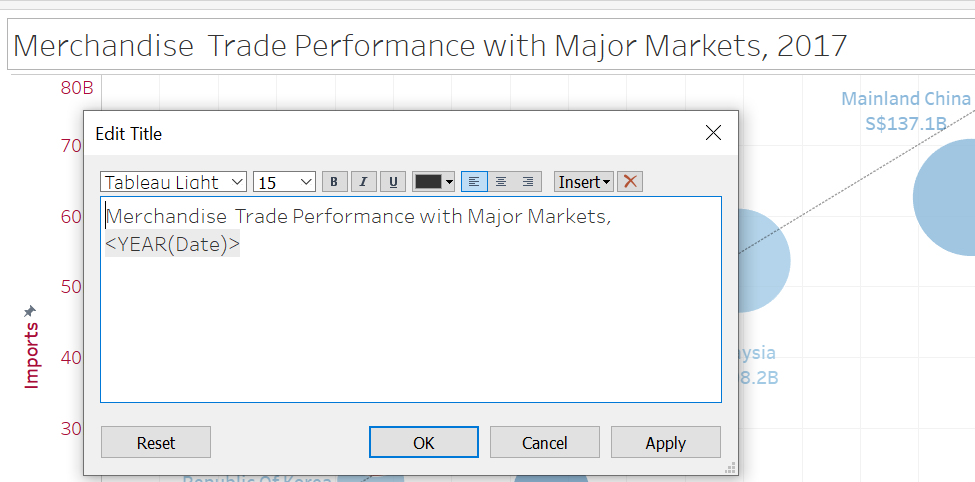 Merchandise  Trade Performance with Major Markets, 2017
80B
Mainland China
S$137.1B
Edit Title
70
Tableau Light
15
B
I
U
Insert
Merchandise  Trade Performance with Major Markets,
<YEAR(Date)>
60
50
Imports
40
ysia
8.2B
30
Reset
OK
Cancel
Apply
Republic Of Korea